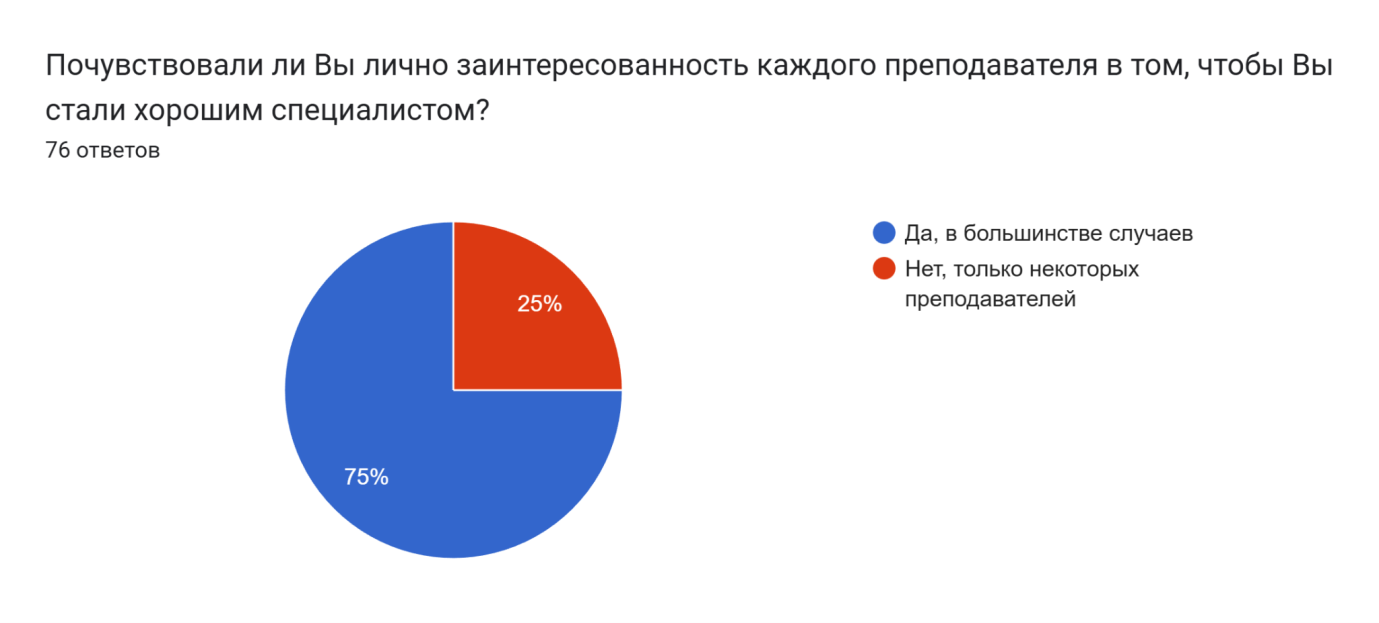 Почувствовали ли Вы лично заинтересованность каждого преподавателя в том, чтобы Вы
стали хорошим специалистом?
76 ответов
Да, в большинстве случаев
Нет, только некоторых
преподавателей
25%
75%